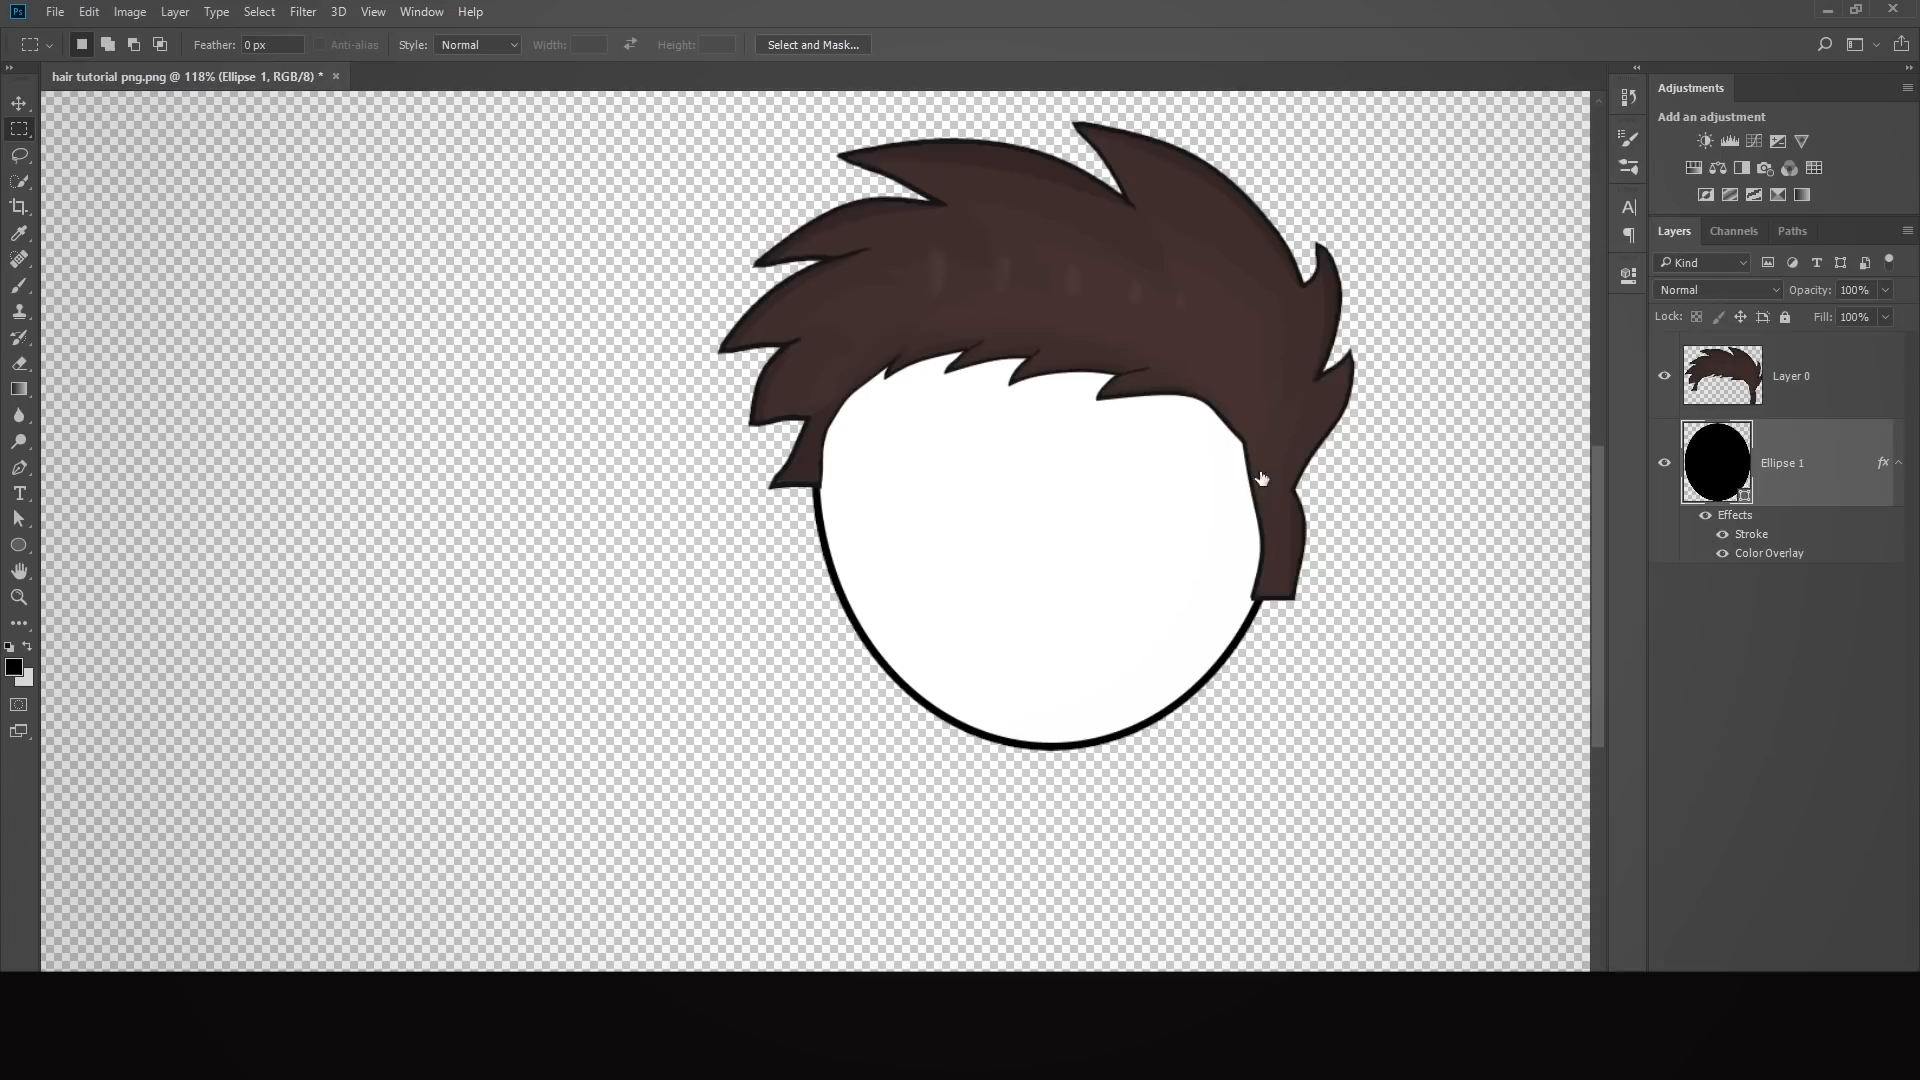 Ps File Edit Image Layer Type Select Filter 3D View Window Help
Feather: 0 px Anti-alias Style: Normal Width: Height: Select and Mask...
hair tutorial png.png @ 118% (Ellipse 1, RGB/8) * ×
Adjustments
Add an adjustment
Layers Channels Paths
Kind
Normal Opacity: 100%
Lock: Fill: 100%
Layer 0
Ellipse 1 fx
Effects
Stroke
Color Overlay